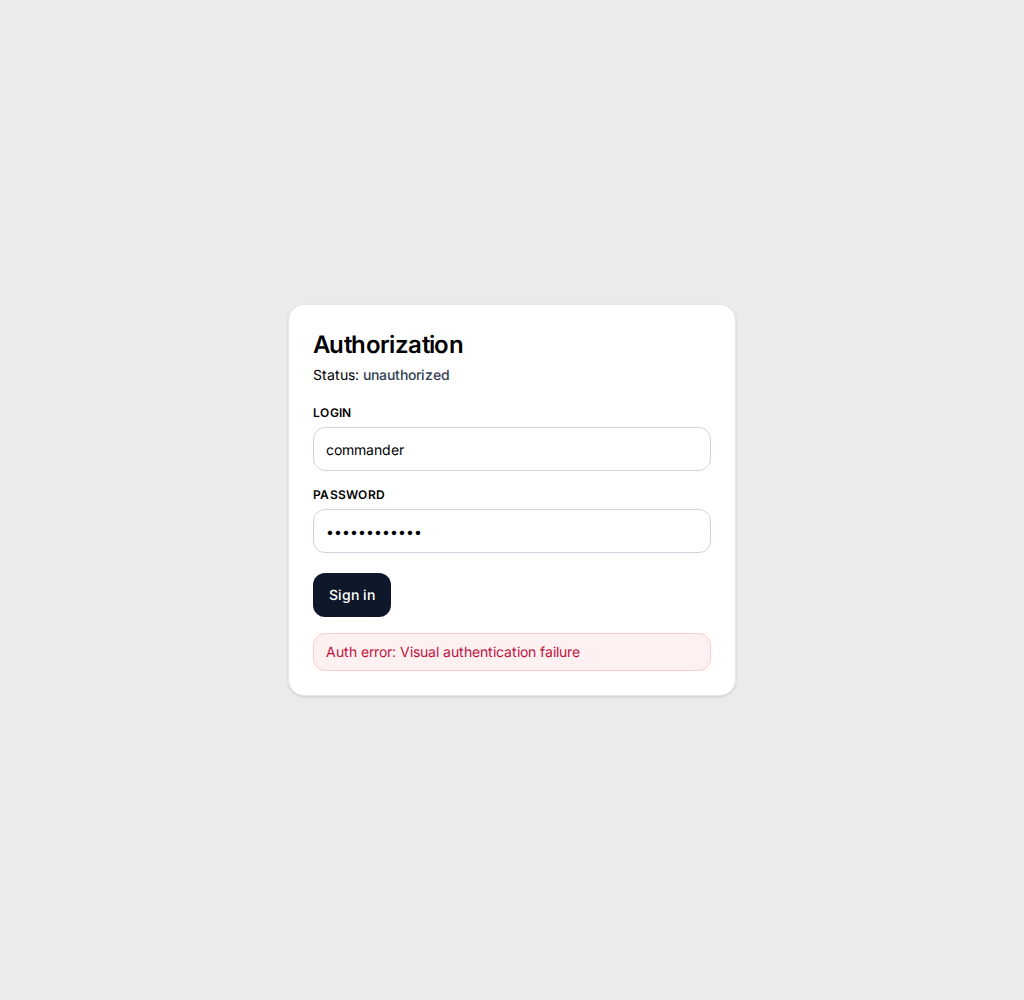 Authorization
Status: unauthorized
LOGIN
commander
PASSWORD
••••••••••••
Sign in
Auth error: Visual authentication failure